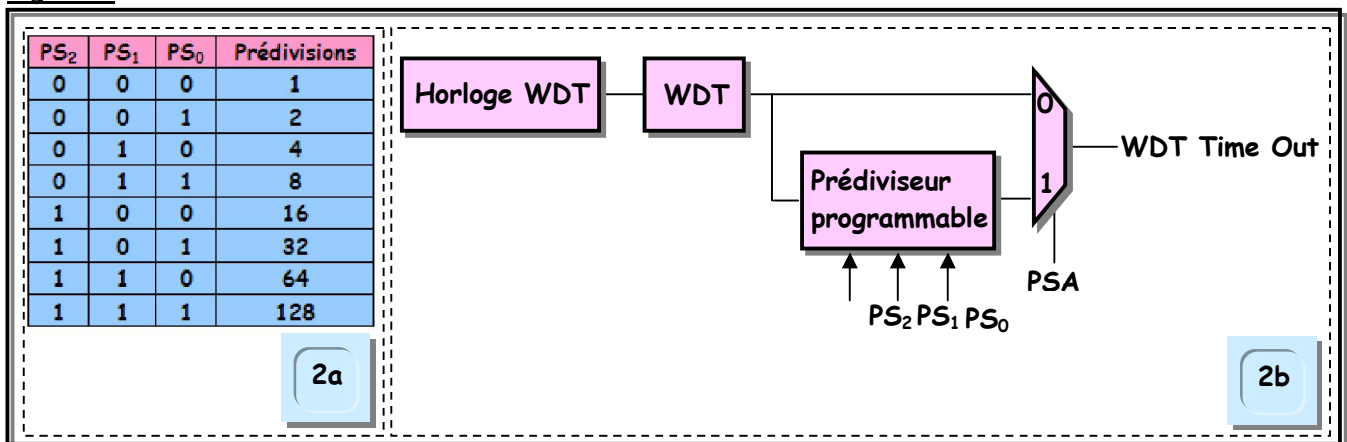 PS₂ PS₁ PS₀ Prédivisions
0 0 0 1
0 0 1 2
0 1 0 4
0 1 1 8
1 0 0 16
1 0 1 32
1 1 0 64
1 1 1 128
2a
Horloge WDT
WDT
0
WDT Time Out
Prédiviseur
programmable
1
PSA
PS₂ PS₁ PS₀
2b